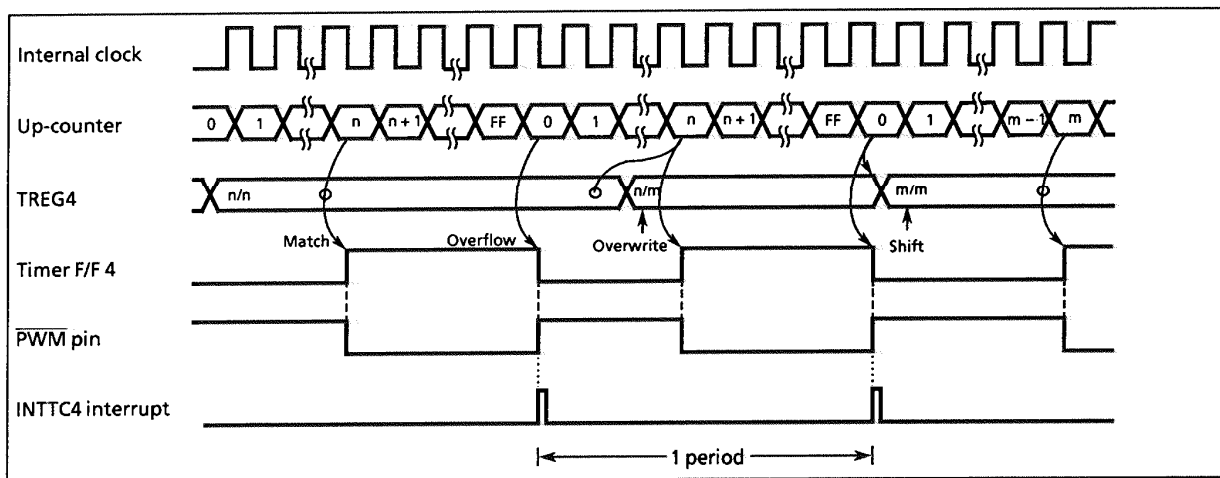 Internal clock
Up-counter
0 1 n n+1 FF 0 1 n n+1 FF 0 1 m-1 m
TREG4
n/n n/m m/m
Match Overflow Overwrite Shift
Timer F/F 4
PWM pin
INTTC4 interrupt
1 period